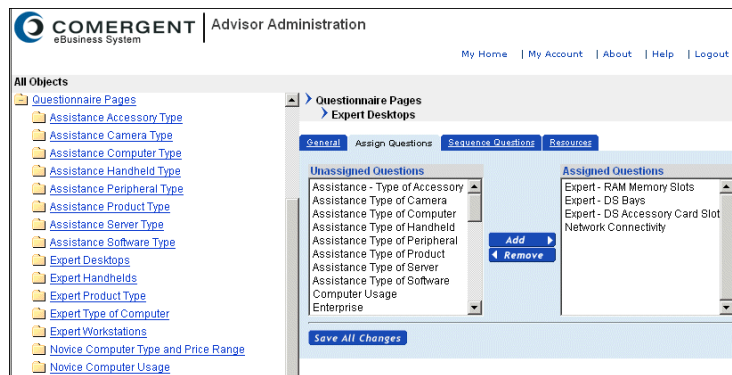 COMERGENT
eBusiness System
Advisor Administration
My Home | My Account | About | Help | Logout
All Objects
Questionnaire Pages
Assistance Accessory Type
Assistance Camera Type
Assistance Computer Type
Assistance Handheld Type
Assistance Peripheral Type
Assistance Product Type
Assistance Server Type
Assistance Software Type
Expert Desktops
Expert Handhelds
Expert Product Type
Expert Type of Computer
Expert Workstations
Novice Computer Type and Price Range
Novice Computer Usage
Questionnaire Pages
Expert Desktops
General Assign Questions Sequence Questions Resources
Unassigned Questions
Assistance - Type of Accessory
Assistance Type of Camera
Assistance Type of Computer
Assistance Type of Handheld
Assistance Type of Peripheral
Assistance Type of Product
Assistance Type of Server
Assistance Type of Software
Computer Usage
Enterprise
Add
Remove
Assigned Questions
Expert - RAM Memory Slots
Expert - DS Bays
Expert - DS Accessory Card Slot
Network Connectivity
Save All Changes